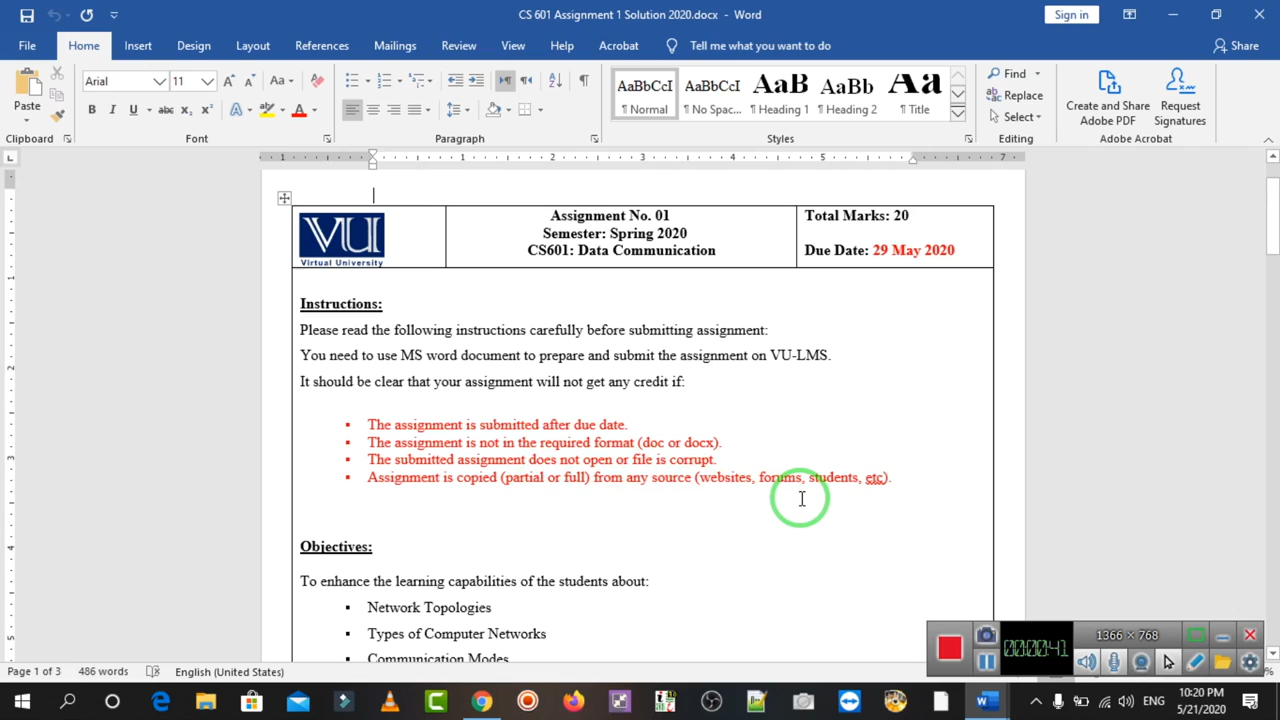 CS 601 Assignment 1 Solution 2020.docx - Word
Sign in
File Home Insert Design Layout References Mailings Review View Help Acrobat Tell me what you want to do Share
Paste
Arial 11
AaBbCcI AaBbCcI AaB AaBb Aa
¶ Normal ¶ No Spac... ¶ Heading 1 ¶ Heading 2 ¶ Title
Find
Replace
Select
Create and Share
Adobe PDF
Request
Signatures
Clipboard Font Paragraph Styles Editing Adobe Acrobat
1 1 2 3 4 5 7
VU
Virtual University
Assignment No. 01
Semester: Spring 2020
CS601: Data Communication
Total Marks: 20
Due Date: 29 May 2020
Instructions:
Please read the following instructions carefully before submitting assignment:
You need to use MS word document to prepare and submit the assignment on VU-LMS.
It should be clear that your assignment will not get any credit if:
▪ The assignment is submitted after due date.
▪ The assignment is not in the required format (doc or docx).
▪ The submitted assignment does not open or file is corrupt.
▪ Assignment is copied (partial or full) from any source (websites, forums, students, etc).
Objectives:
To enhance the learning capabilities of the students about:
▪ Network Topologies
▪ Types of Computer Networks
▪ Communication Modes
00:00:41
1366 × 768
Page 1 of 3 486 words English (United States)
ENG
10:20 PM
5/21/2020